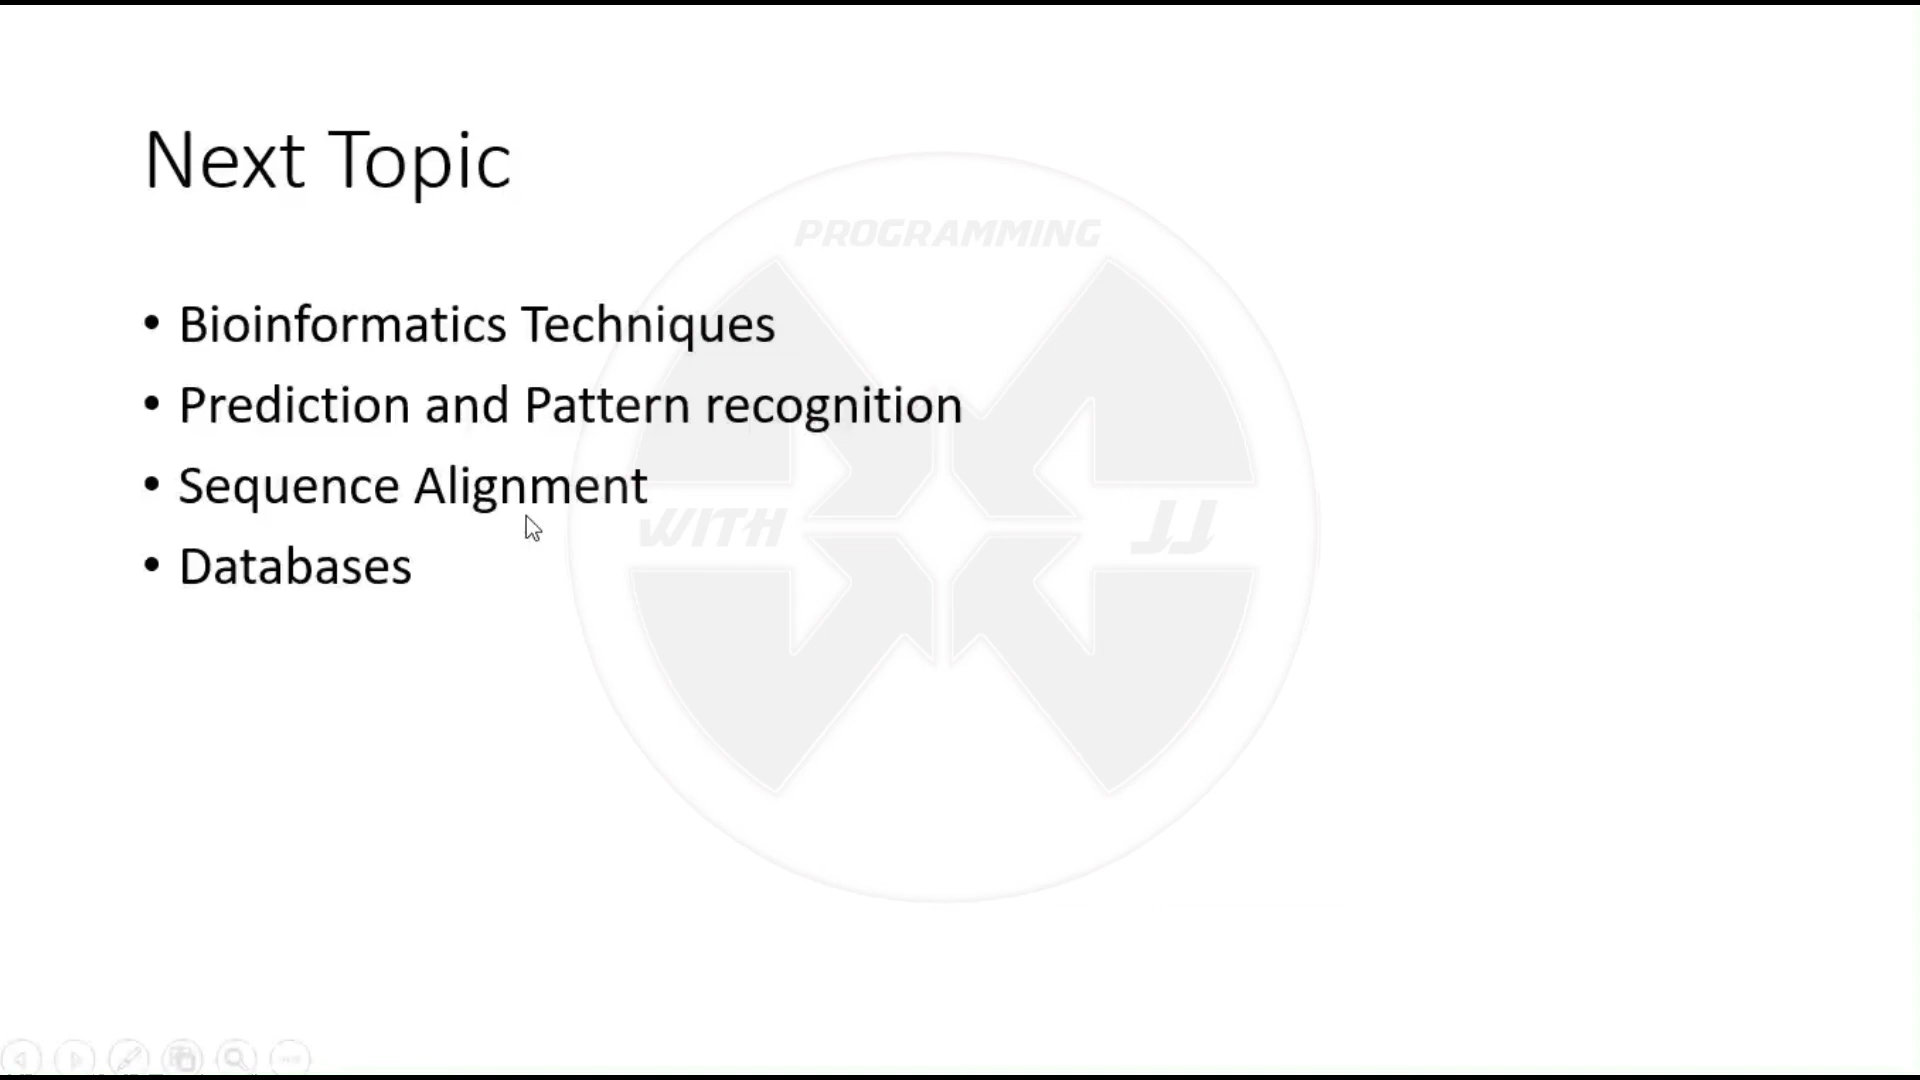 Next Topic
PROGRAMMING
• Bioinformatics Techniques
• Prediction and Pattern recognition
• Sequence Alignment
WITH JJ
• Databases